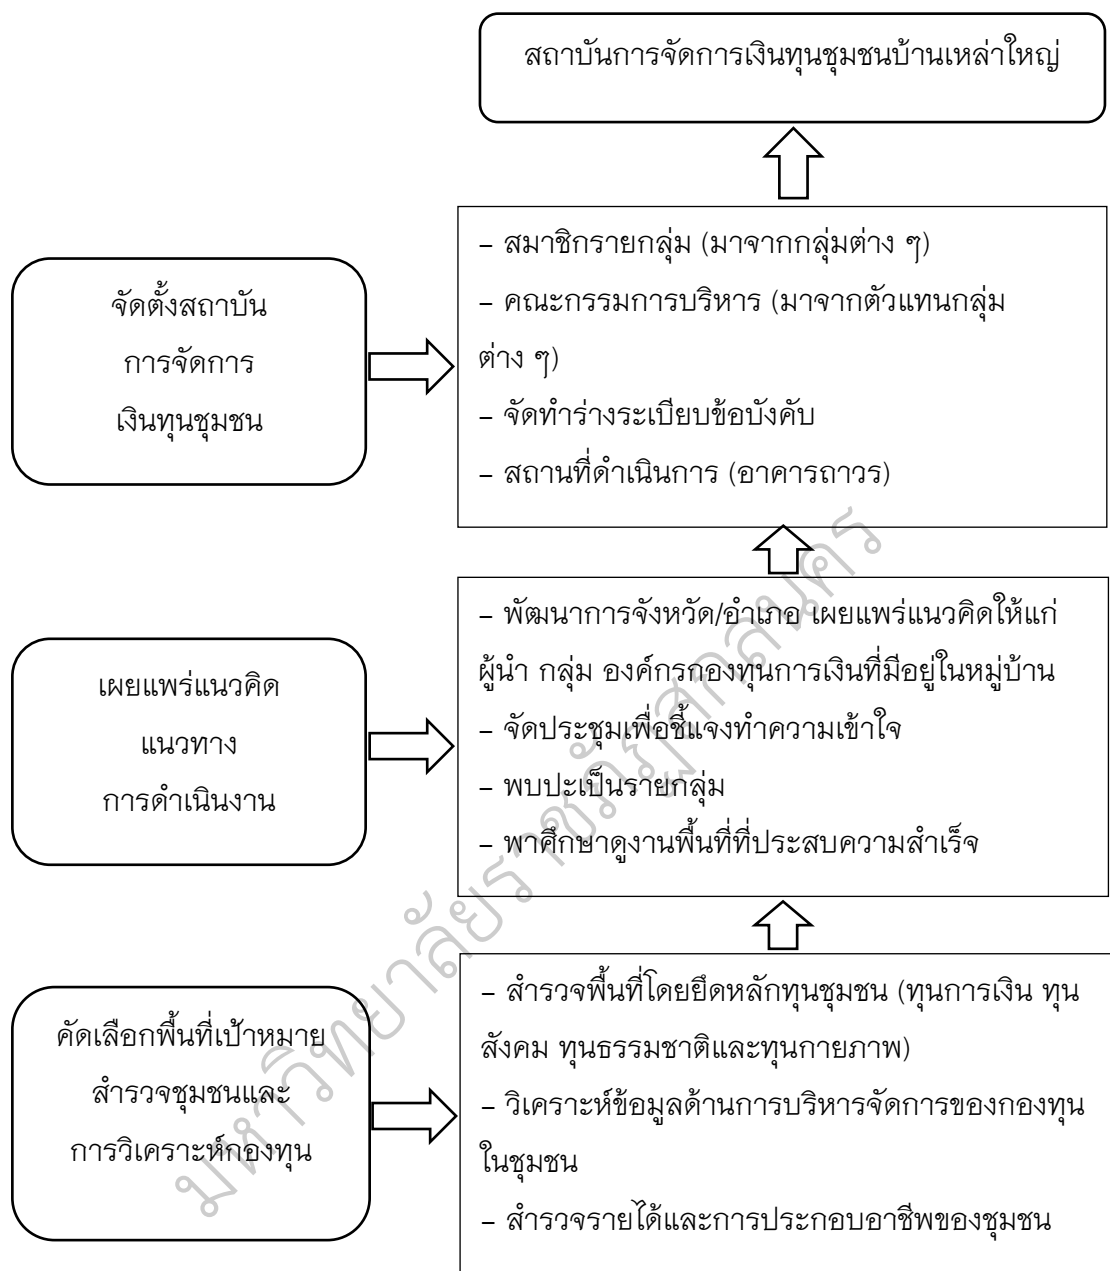 สถาบันการจัดการเงินทุนชุมชนบ้านเหล่าใหญ่
จัดตั้งสถาบัน
การจัดการ
เงินทุนชุมชน
– สมาชิกรายกลุ่ม (มาจากกลุ่มต่าง ๆ)
– คณะกรรมการบริหาร (มาจากตัวแทนกลุ่ม
ต่าง ๆ)
– จัดทำร่างระเบียบข้อบังคับ
– สถานที่ดำเนินการ (อาคารถาวร)
เผยแพร่แนวคิด
แนวทาง
การดำเนินงาน
– พัฒนาการจังหวัด/อำเภอ เผยแพร่แนวคิดให้แก่
ผู้นำ กลุ่ม องค์กรกองทุนการเงินที่มีอยู่ในหมู่บ้าน
– จัดประชุมเพื่อชี้แจงทำความเข้าใจ
– พบปะเป็นรายกลุ่ม
– พาศึกษาดูงานพื้นที่ที่ประสบความสำเร็จ
คัดเลือกพื้นที่เป้าหมาย
สำรวจชุมชนและ
การวิเคราะห์กองทุน
– สำรวจพื้นที่โดยยึดหลักทุนชุมชน (ทุนการเงิน ทุน
สังคม ทุนธรรมชาติและทุนกายภาพ)
– วิเคราะห์ข้อมูลด้านการบริหารจัดการของกองทุน
ในชุมชน
– สำรวจรายได้และการประกอบอาชีพของชุมชน
มหาวิทยาลัยราชภัฏสกลนคร